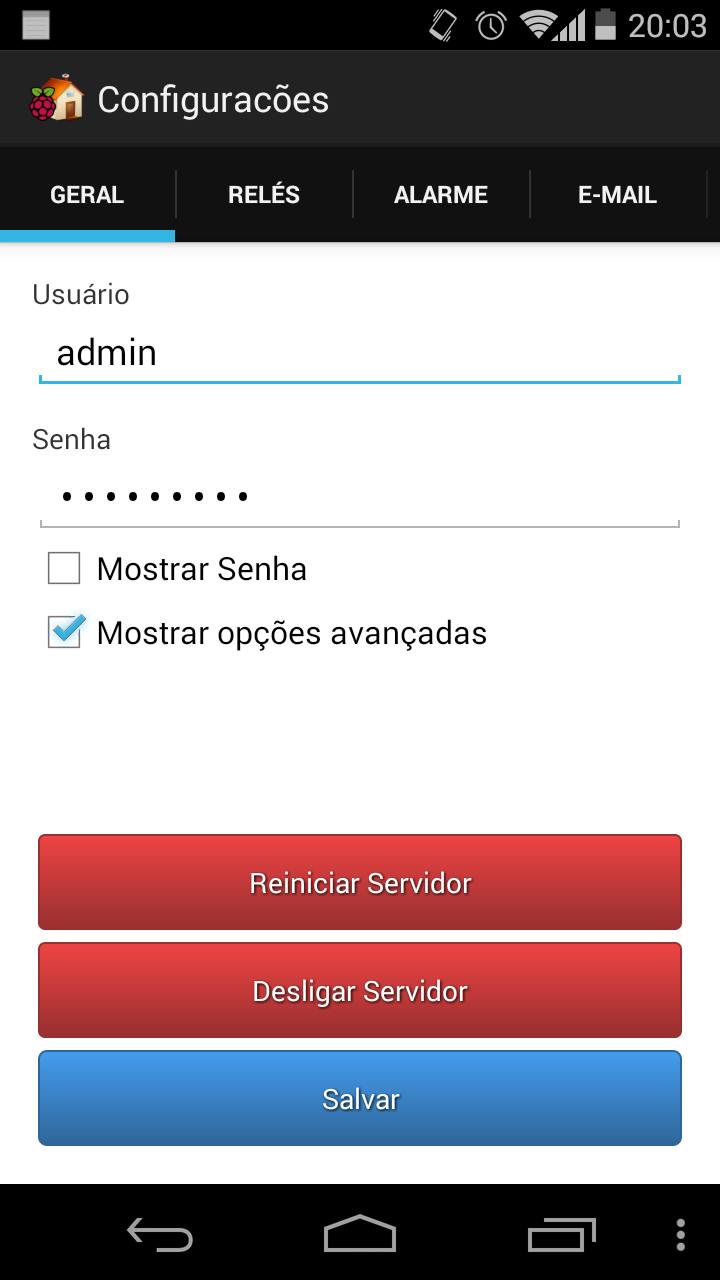 20:03
Configuracões
GERAL
RELÉS
ALARME
E-MAIL
Usuário
admin
Senha
•••••••••
Mostrar Senha
Mostrar opções avançadas
Reiniciar Servidor
Desligar Servidor
Salvar